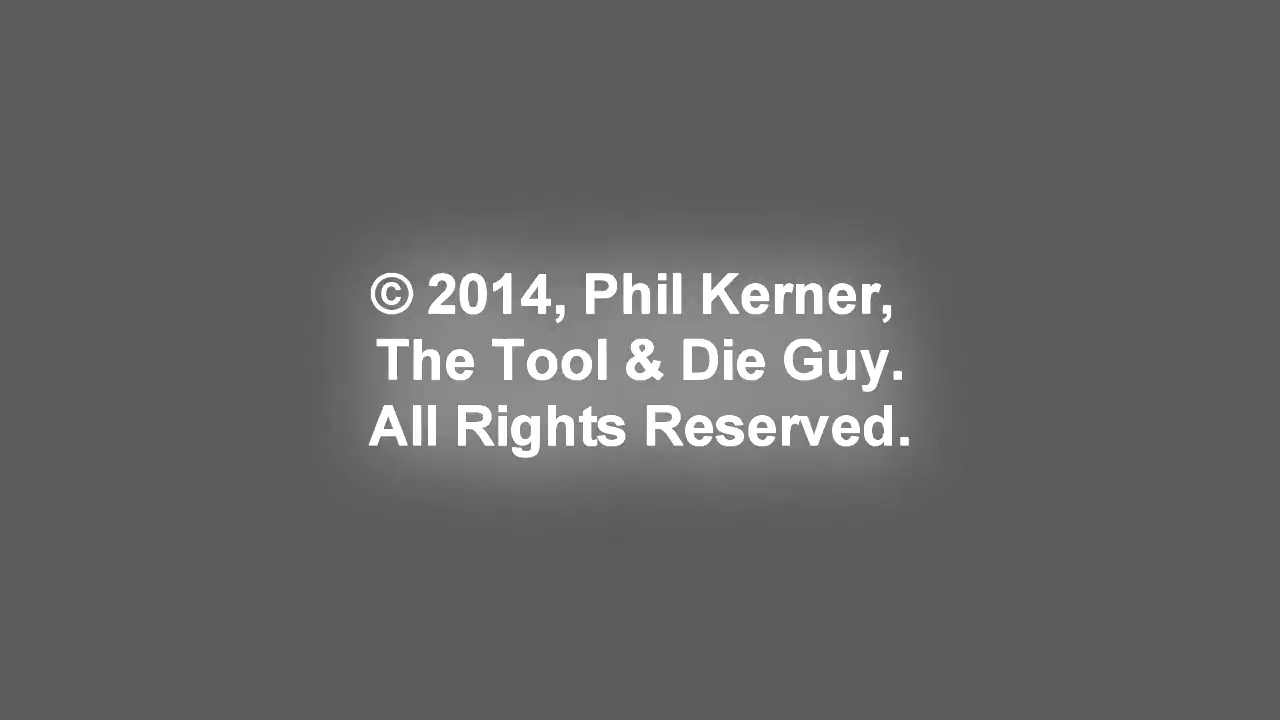 © 2014, Phil Kerner,
The Tool & Die Guy.
All Rights Reserved.